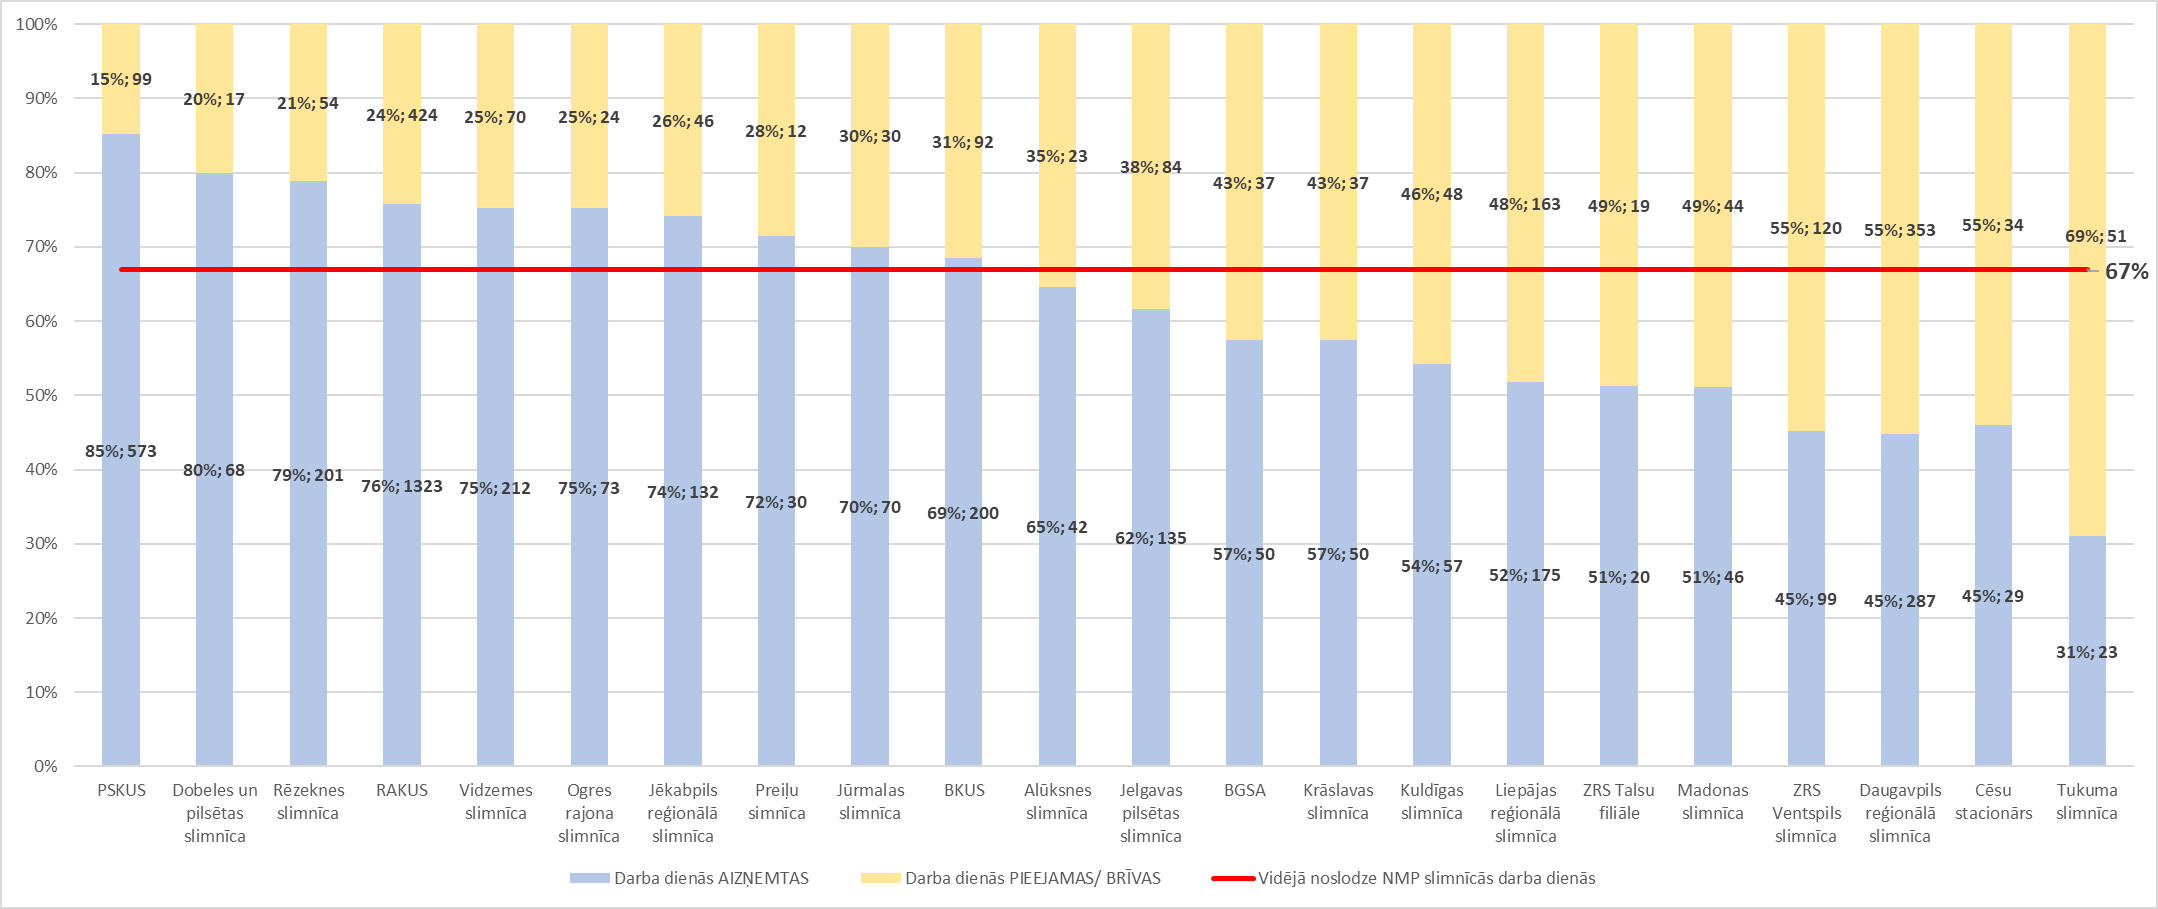 100%
90%
80%
70%
60%
50%
40%
30%
20%
10%
0%
15%; 99
20%; 17
21%; 54
24%; 424
25%; 70
25%; 24
26%; 46
28%; 12
30%; 30
31%; 92
35%; 23
38%; 84
43%; 37
43%; 37
46%; 48
48%; 163
49%; 19
49%; 44
55%; 120
55%; 353
55%; 34
69%; 51
67%
85%; 573
80%; 68
79%; 201
76%; 1323
75%; 212
75%; 73
74%; 132
72%; 30
70%; 70
69%; 200
65%; 42
62%; 135
57%; 50
57%; 50
54%; 57
52%; 175
51%; 20
51%; 46
45%; 99
45%; 287
45%; 29
31%; 23
PSKUS
Dobeles un
pilsētas
slimnīca
Rēzeknes
slimnīca
RAKUS
Vidzemes
slimnīca
Ogres
rajona
slimnīca
Jēkabpils
reģionālā
slimnīca
Preiļu
simnīca
Jūrmalas
slimnīca
BKUS
Alūksnes
slimnīca
Jelgavas
pilsētas
slimnīca
BGSA
Krāslavas
slimnīca
Kuldīgas
slimnīca
Liepājas
reģionālā
slimnīca
ZRS Talsu
filiāle
Madonas
slimnīca
ZRS
Ventspils
slimnīca
Daugavpils
reģionālā
slimnīca
Cēsu
stacionārs
Tukuma
slimnīca
Darba dienās AIZŅEMTAS
Darba dienās PIEEJAMAS/ BRĪVAS
Vidējā noslodze NMP slimnīcās darba dienās